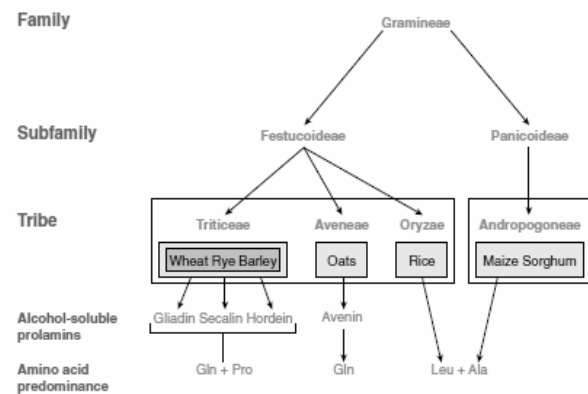 Family
Gramineae
Subfamily
Festucoideae
Panicoideae
Tribe
Triticeae
Aveneae
Oryzae
Andropogoneae
Wheat Rye Barley
Oats
Rice
Maize Sorghum
Alcohol-soluble
prolamins
Gliadin Secalin Hordein
Avenin
Amino acid
predominance
Gln + Pro
Gln
Leu + Ala